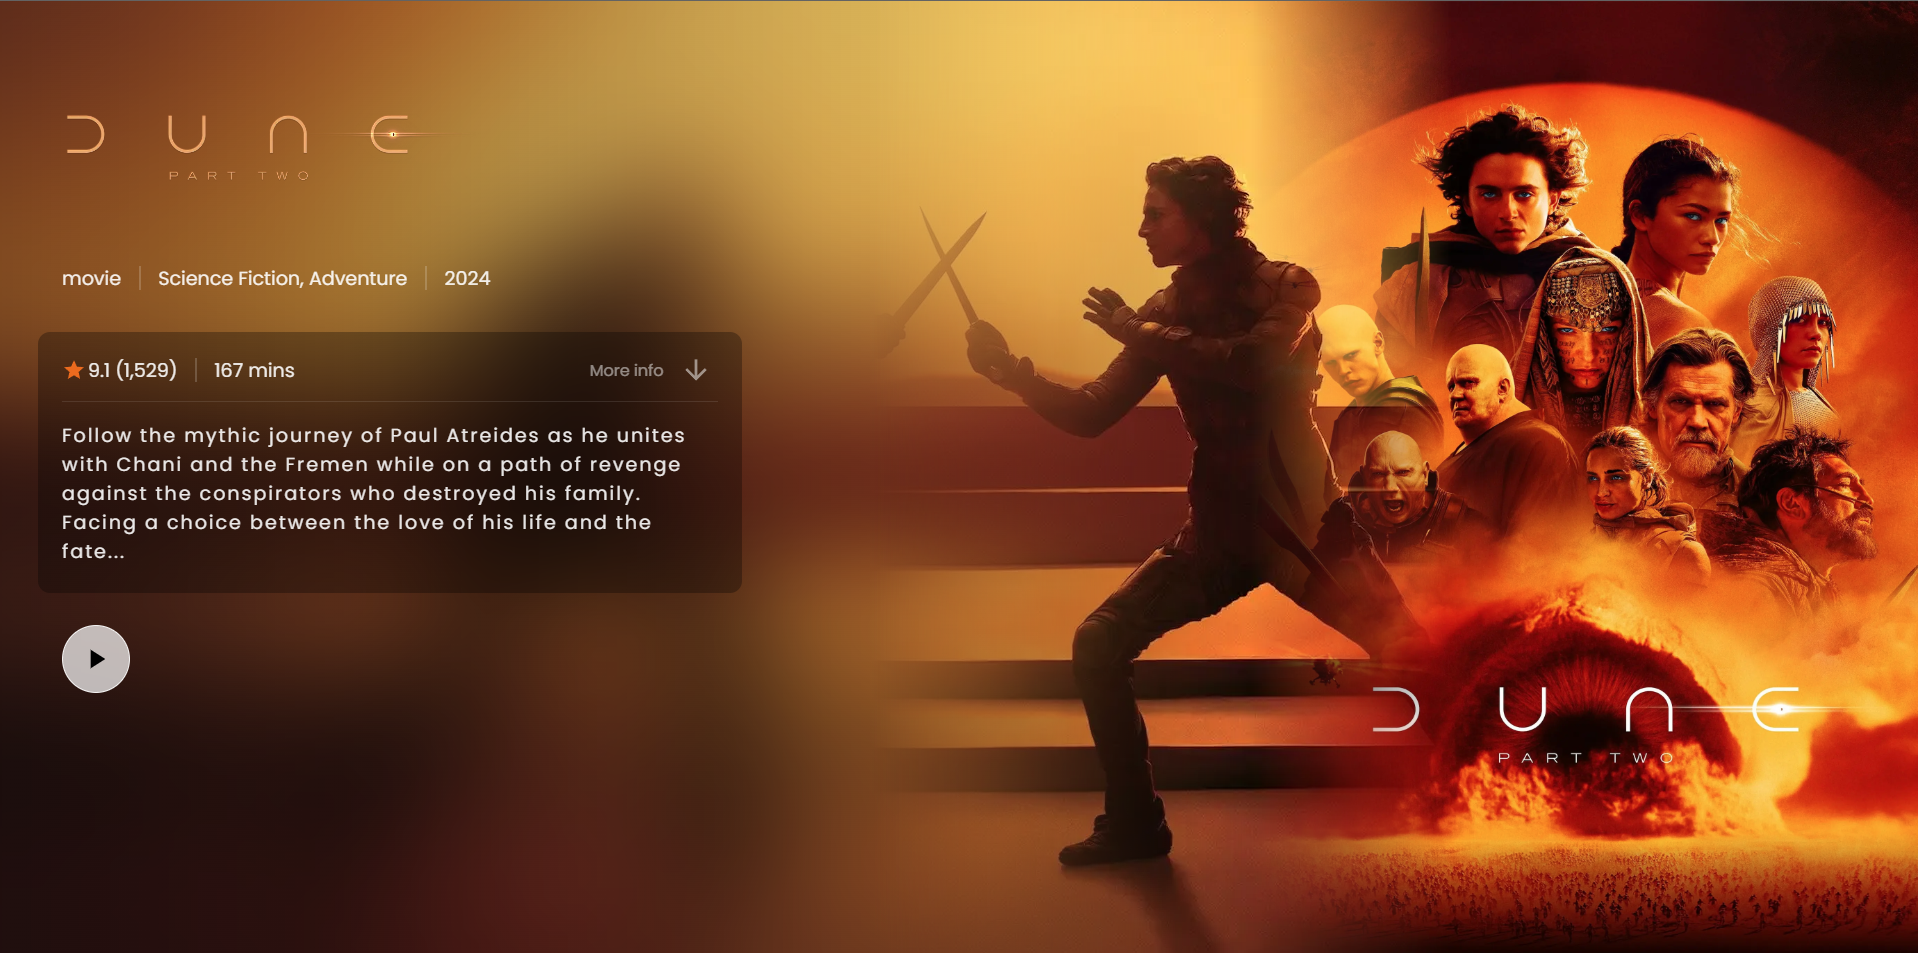 DUNE
PART TWO
movie
Science Fiction, Adventure
2024
9.1 (1,529)
167 mins
More info
Follow the mythic journey of Paul Atreides as he unites
with Chani and the Fremen while on a path of revenge
against the conspirators who destroyed his family.
Facing a choice between the love of his life and the
fate...
DUNE
PART TWO